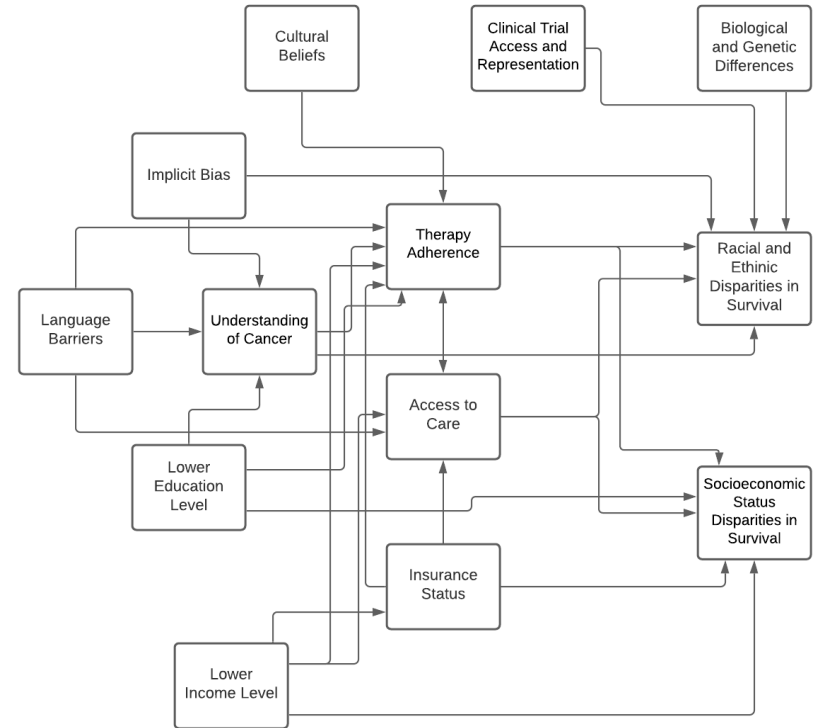 Cultural
Beliefs
Clinical Trial
Access and
Representation
Biological
and Genetic
Differences
Implicit Bias
Therapy
Adherence
Racial and
Ethinic
Disparities in
Survival
Language
Barriers
Understanding
of Cancer
Access to
Care
Lower
Education
Level
Socioeconomic
Status
Disparities in
Survival
Insurance
Status
Lower
Income Level